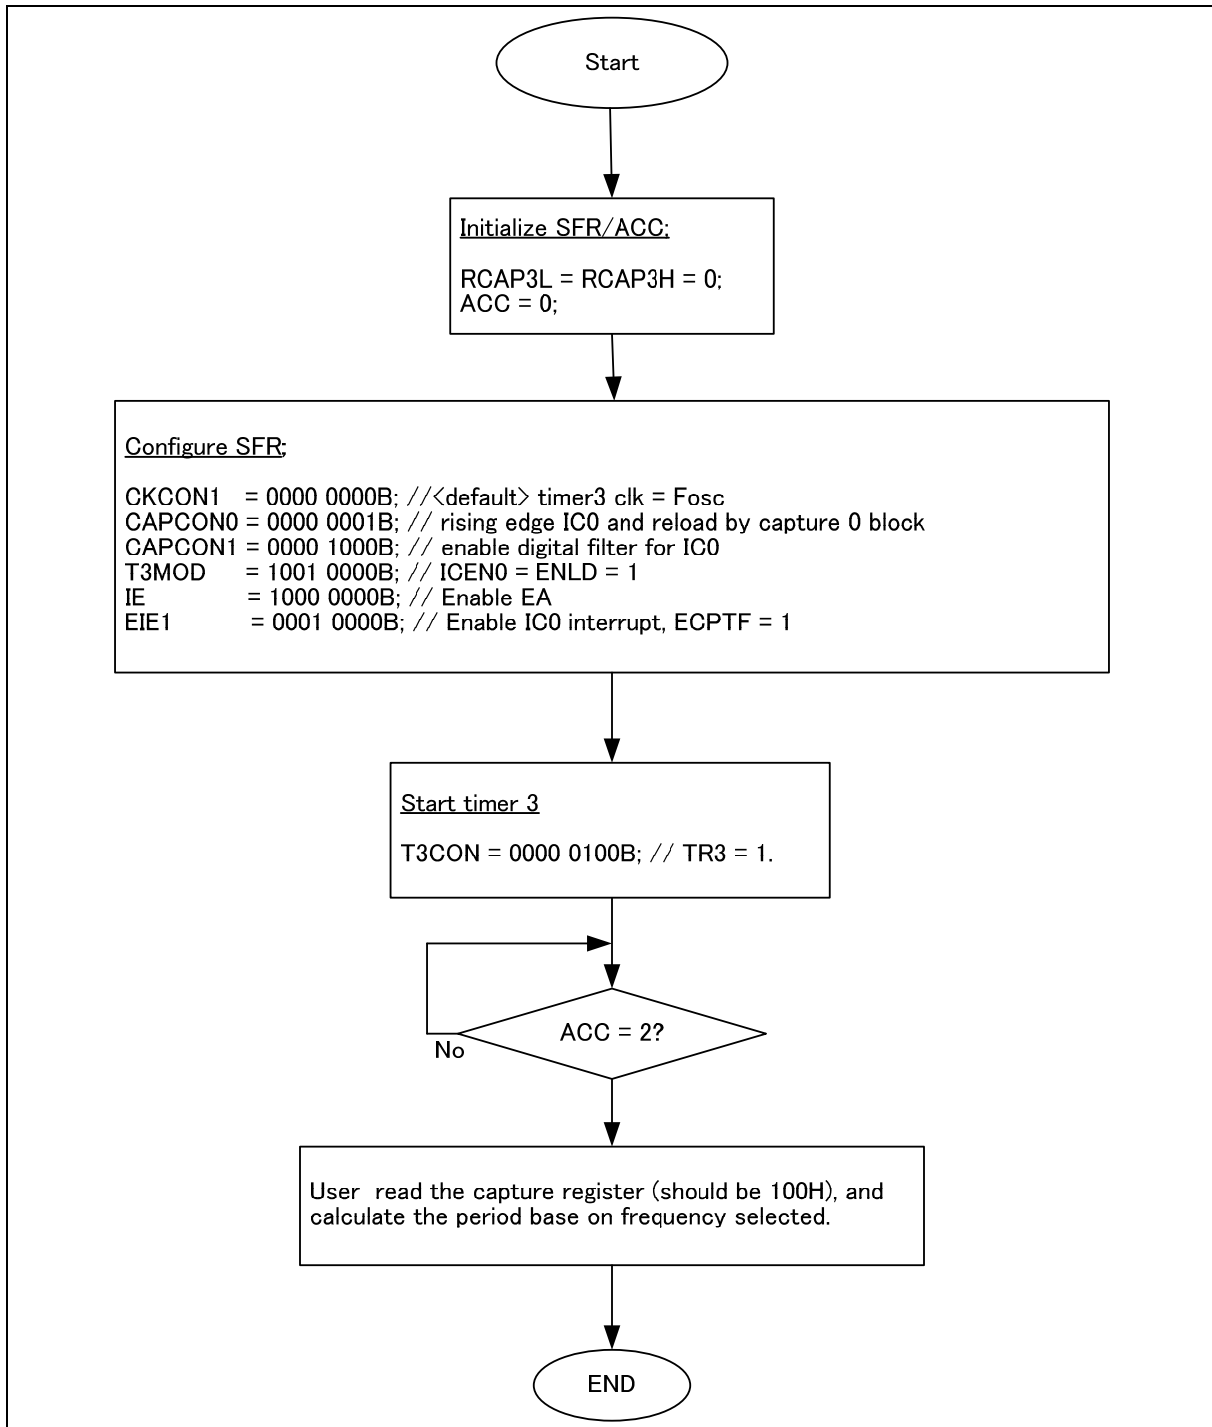 Start
Initialize SFR/ACC;
RCAP3L = RCAP3H = 0;
ACC = 0;
Configure SFR;
CKCON1 = 0000 0000B; //<default> timer3 clk = Fosc
CAPCON0 = 0000 0001B; // rising edge IC0 and reload by capture 0 block
CAPCON1 = 0000 1000B; // enable digital filter for IC0
T3MOD = 1001 0000B; // ICEN0 = ENLD = 1
IE = 1000 0000B; // Enable EA
EIE1 = 0001 0000B; // Enable IC0 interrupt, ECPTF = 1
Start timer 3
T3CON = 0000 0100B; // TR3 = 1.
ACC = 2?
No
User read the capture register (should be 100H), and
calculate the period base on frequency selected.
END